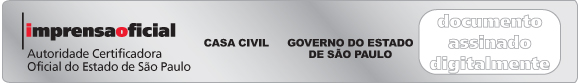 imprensaoficial
Autoridade Certificadora
Oficial do Estado de São Paulo
CASA CIVIL
GOVERNO DO ESTADO
DE SÃO PAULO
documento
assinado
digitalmente